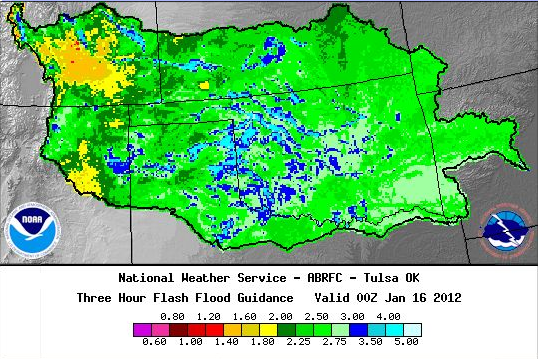 NOAA
National Weather Service - ABRFC - Tulsa OK
Three Hour Flash Flood Guidance Valid 00Z Jan 16 2012
0.80 1.20 1.60 2.00 2.50 3.00 4.00
0.60 1.00 1.40 1.80 2.25 2.75 3.50 5.00